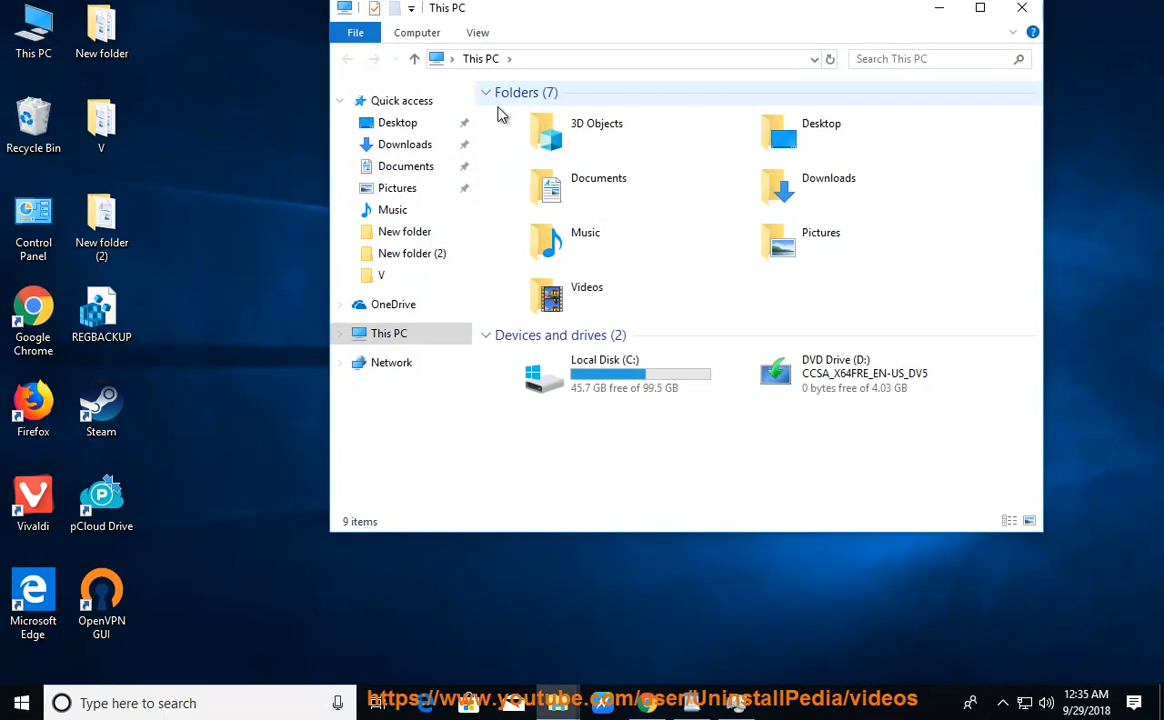 This PC
New folder
Recycle Bin
V
Control
Panel
New folder
(2)
Google
Chrome
REGBACKUP
Firefox
Steam
Vivaldi
pCloud Drive
Microsoft
Edge
OpenVPN
GUI
This PC
File
Computer
View
This PC
Search This PC
Quick access
Desktop
Downloads
Documents
Pictures
Music
New folder
New folder (2)
V
OneDrive
This PC
Network
Folders (7)
3D Objects
Desktop
Documents
Downloads
Music
Pictures
Videos
Devices and drives (2)
Local Disk (C:)
45.7 GB free of 99.5 GB
DVD Drive (D:)
CCSA_X64FRE_EN-US_DV5
0 bytes free of 4.03 GB
9 items
Type here to search
https://www.youtube.com/user/UninstallPedia/videos
12:35 AM
9/29/2018